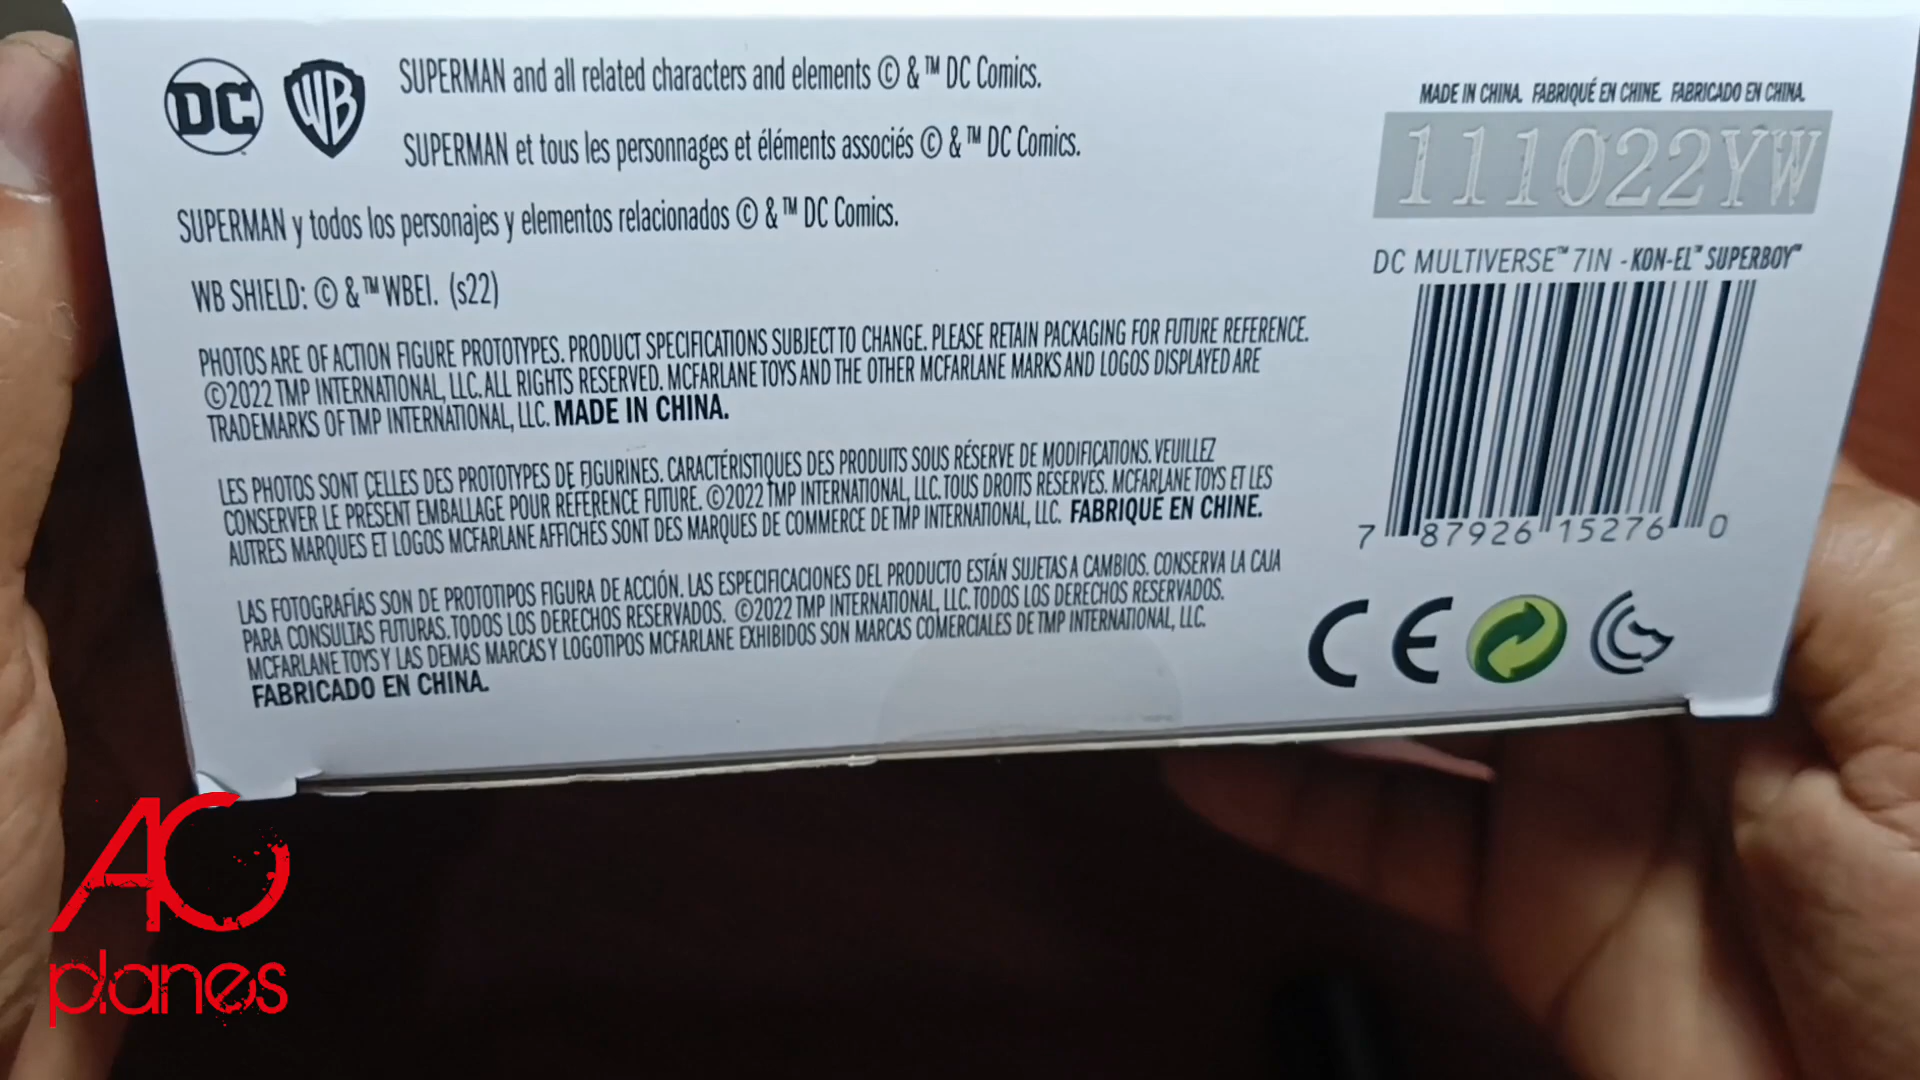 DC WB SUPERMAN and all related characters and elements © & ™ DC Comics.
SUPERMAN et tous les personnages et éléments associés © & ™ DC Comics.
SUPERMAN y todos los personajes y elementos relacionados © & ™ DC Comics.
WB SHIELD: © & ™ WBEI. (s22)
PHOTOS ARE OF ACTION FIGURE PROTOTYPES. PRODUCT SPECIFICATIONS SUBJECT TO CHANGE. PLEASE RETAIN PACKAGING FOR FUTURE REFERENCE.
©2022 TMP INTERNATIONAL, LLC. ALL RIGHTS RESERVED. MCFARLANE TOYS AND THE OTHER MCFARLANE MARKS AND LOGOS DISPLAYED ARE
TRADEMARKS OF TMP INTERNATIONAL, LLC. MADE IN CHINA.
LES PHOTOS SONT CELLES DES PROTOTYPES DE FIGURINES. CARACTÉRISTIQUES DES PRODUITS SOUS RÉSERVE DE MODIFICATIONS. VEUILLEZ
CONSERVER LE PRÉSENT EMBALLAGE POUR RÉFÉRENCE FUTURE. ©2022 TMP INTERNATIONAL, LLC. TOUS DROITS RÉSERVÉS. MCFARLANE TOYS ET LES
AUTRES MARQUES ET LOGOS MCFARLANE AFFICHÉS SONT DES MARQUES DE COMMERCE DE TMP INTERNATIONAL, LLC. FABRIQUÉ EN CHINE.
LAS FOTOGRAFÍAS SON DE PROTOTIPOS FIGURA DE ACCIÓN. LAS ESPECIFICACIONES DEL PRODUCTO ESTÁN SUJETAS A CAMBIOS. CONSERVA LA CAJA
PARA CONSULTAS FUTURAS. TODOS LOS DERECHOS RESERVADOS. ©2022 TMP INTERNATIONAL, LLC. TODOS LOS DERECHOS RESERVADOS.
MCFARLANE TOYS Y LAS DEMÁS MARCAS Y LOGOTIPOS MCFARLANE EXHIBIDOS SON MARCAS COMERCIALES DE TMP INTERNATIONAL, LLC.
FABRICADO EN CHINA.
MADE IN CHINA. FABRIQUÉ EN CHINE. FABRICADO EN CHINA.
111022YW
DC MULTIVERSE™ 7IN - KON-EL™ SUPERBOY™
7 87926 15276 0
CE
AC
planes